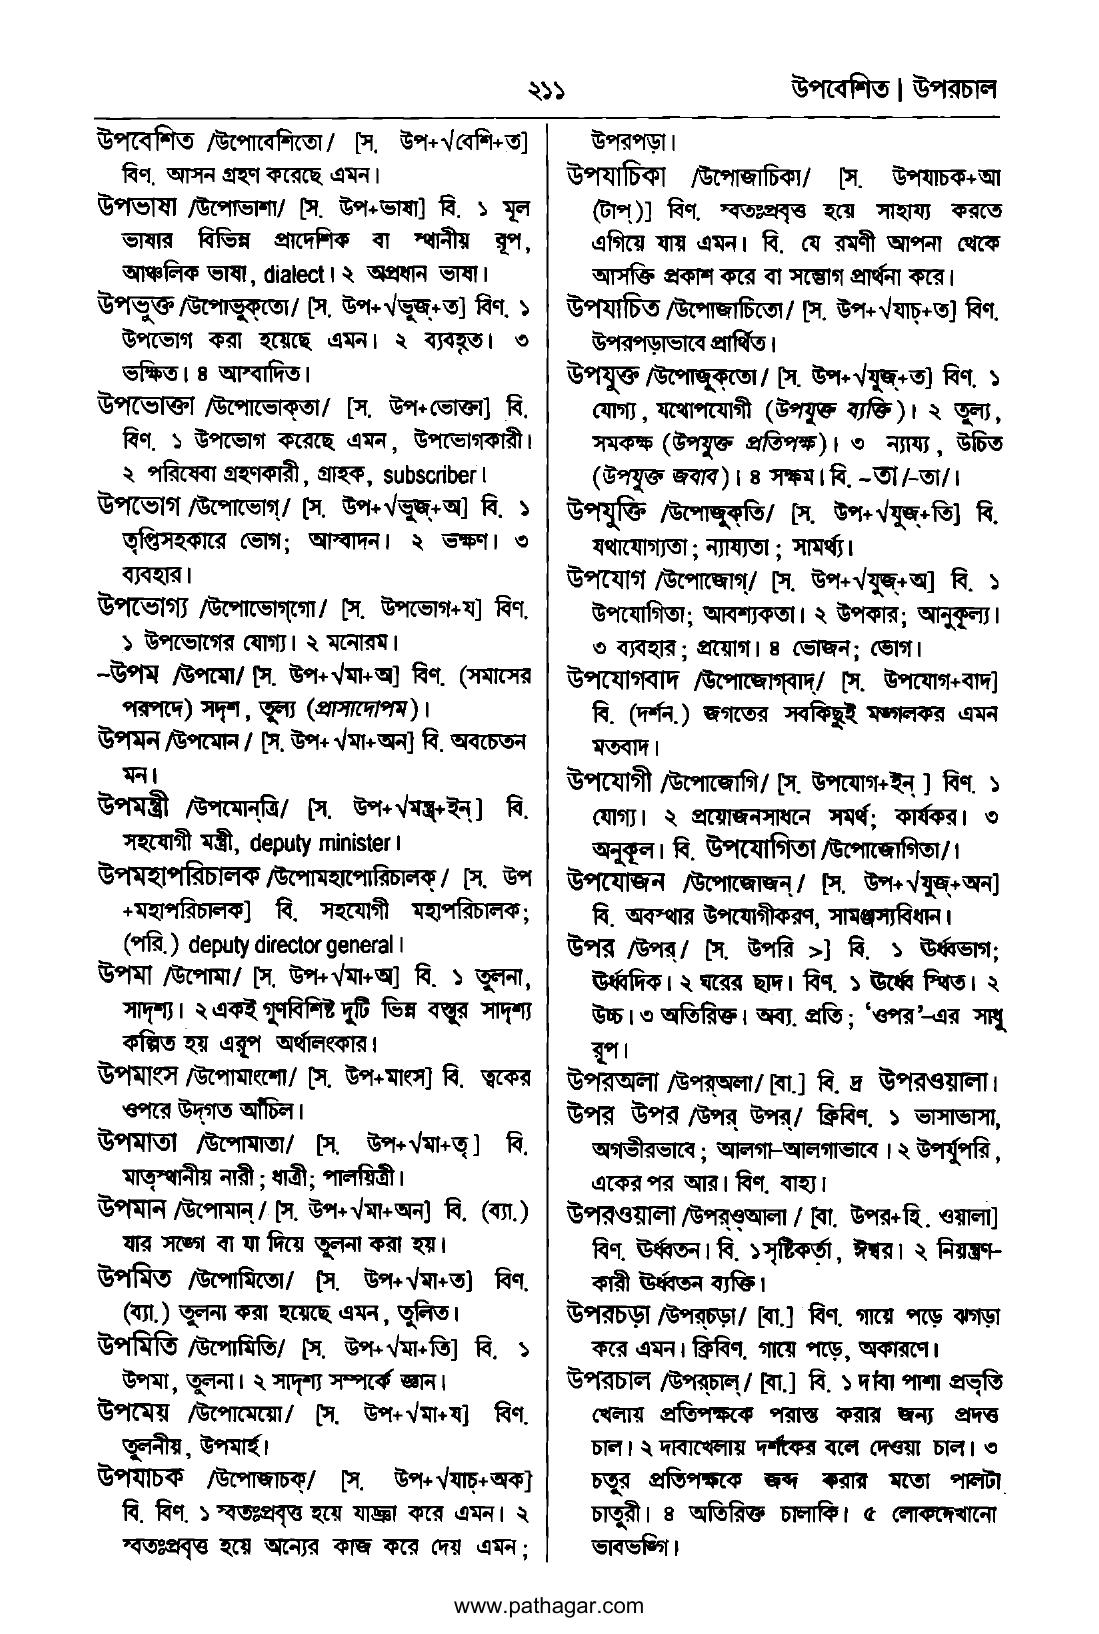 ২১১
উপবেশিত | উপরচাল
উপবেশিত /উপোবেশিতো/ [স. উপ+√বেশি+ত]
বিণ. আসন গ্রহণ করেছে এমন।
উপভাষা /উপোভাশা/ [স. উপ+ভাষা] বি. ১ মূল
ভাষার বিভিন্ন প্রাদেশিক বা স্থানীয় রূপ,
আঞ্চলিক ভাষা, dialect। ২ অপ্রধান ভাষা।
উপভুক্ত /উপোভুক্‌তো/ [স. উপ+√ভুজ্‌+ত] বিণ. ১
উপভোগ করা হয়েছে এমন। ২ ব্যবহৃত। ৩
ভক্ষিত। ৪ আস্বাদিত।
উপভোক্তা /উপোভোক্‌তা/ [স. উপ+ভোক্তা] বি.
বিণ. ১ উপভোগ করেছে এমন, উপভোগকারী।
২ পরিষেবা গ্রহণকারী, গ্রাহক, subscriber।
উপভোগ /উপোভোগ্‌/ [স. উপ+√ভুজ্‌+অ] বি. ১
তৃপ্তিসহকারে ভোগ; আস্বাদন। ২ ভক্ষণ। ৩
ব্যবহার।
উপভোগ্য /উপোভোগ্‌গো/ [স. উপভোগ+য] বিণ.
১ উপভোগের যোগ্য। ২ মনোরম।
-উপম /উপমো/ [স. উপ+√মা+অ] বিণ. (সমাসের
পরপদে) সদৃশ, তুল্য (প্রাসাদোপম)।
উপমন /উপমোন/ [স. উপ+√মা+অন] বি. অবচেতন
মন।
উপমন্ত্রী /উপমোন্‌ত্রি/ [স. উপ+√মন্ত্র্‌+ইন্‌] বি.
সহযোগী মন্ত্রী, deputy minister।
উপমহাপরিচালক /উপোমহাপোরিচালক্‌/ [স. উপ
+মহাপরিচালক] বি. সহযোগী মহাপরিচালক;
(পরি.) deputy director general।
উপমা /উপোমা/ [স. উপ+√মা+অ] বি. ১ তুলনা,
সাদৃশ্য। ২ একই গুণবিশিষ্ট দুটি ভিন্ন বস্তুর সাদৃশ্য
কল্পিত হয় এরূপ অর্থালংকার।
উপমাংস /উপোমাংশো/ [স. উপ+মাংস] বি. ত্বকের
ওপরে উদ্‌গত আঁচিল।
উপমাতা /উপোমাতা/ [স. উপ+√মা+তৃ] বি.
মাতৃস্থানীয় নারী; ধাত্রী; পালয়িত্রী।
উপমান /উপোমান্‌/ [স. উপ+√মা+অন] বি. (ব্যা.)
যার সঙ্গে বা যা দিয়ে তুলনা করা হয়।
উপমিত /উপোমিতো/ [স. উপ+√মা+ত] বিণ.
(ব্যা.) তুলনা করা হয়েছে এমন, তুলিত।
উপমিতি /উপোমিতি/ [স. উপ+√মা+তি] বি. ১
উপমা, তুলনা। ২ সাদৃশ্য সম্পর্কে জ্ঞান।
উপমেয় /উপোমেয়ো/ [স. উপ+√মা+য] বিণ.
তুলনীয়, উপমার্হ।
উপযাচক /উপোজাচক্‌/ [স. উপ+√যাচ্‌+অক]
বি. বিণ. ১ স্বতঃপ্রবৃত্ত হয়ে যাচ্ঞা করে এমন। ২
স্বতঃপ্রবৃত্ত হয়ে অন্যের কাজ করে দেয় এমন;
উপরপড়া।
উপযাচিকা /উপোজাচিকা/ [স. উপযাচক+আ
(টাপ্‌)] বিণ. স্বতঃপ্রবৃত্ত হয়ে সাহায্য করতে
এগিয়ে যায় এমন। বি. যে রমণী আপনা থেকে
আসক্তি প্রকাশ করে বা সম্ভোগ প্রার্থনা করে।
উপযাচিত /উপোজাচিতো/ [স. উপ+√যাচ্‌+ত] বিণ.
উপরপড়াভাবে প্রার্থিত।
উপযুক্ত /উপোজুক্‌তো/ [স. উপ+√যুজ্‌+ত] বিণ. ১
যোগ্য, যথোপযোগী (উপযুক্ত ব্যক্তি)। ২ তুল্য,
সমকক্ষ (উপযুক্ত প্রতিপক্ষ)। ৩ ন্যায্য, উচিত
(উপযুক্ত জবাব)। ৪ সক্ষম। বি. -তা /-তা/।
উপযুক্তি /উপোজুক্‌তি/ [স. উপ+√যুজ্‌+তি] বি.
যথাযোগ্যতা; ন্যায্যতা; সামর্থ্য।
উপযোগ /উপোজোগ্‌/ [স. উপ+√যুজ্‌+অ] বি. ১
উপযোগিতা; আবশ্যকতা। ২ উপকার; আনুকূল্য।
৩ ব্যবহার; প্রয়োগ। ৪ ভোজন; ভোগ।
উপযোগবাদ /উপোজোগ্‌বাদ্‌/ [স. উপযোগ+বাদ]
বি. (দর্শন.) জগতের সবকিছুই মঙ্গলকর এমন
মতবাদ।
উপযোগী /উপোজোগি/ [স. উপযোগ+ইন্‌] বিণ. ১
যোগ্য। ২ প্রয়োজনসাধনে সমর্থ; কার্যকর। ৩
অনুকূল। বি. উপযোগিতা /উপোজোগিতা/।
উপযোজন /উপোজোজন্‌/ [স. উপ+√যুজ্‌+অন]
বি. অবস্থার উপযোগীকরণ, সামঞ্জস্যবিধান।
উপর /উপর্‌/ [স. উপরি >] বি. ১ ঊর্ধ্বভাগ;
ঊর্ধ্বদিক। ২ ঘরের ছাদ। বিণ. ১ ঊর্ধ্বে স্থিত। ২
উচ্চ। ৩ অতিরিক্ত। অব্য. প্রতি; ‘ওপর’-এর সাধু
রূপ।
উপরঅলা /উপর্‌অলা/ [বা.] বি. দ্র উপরওয়ালা।
উপর উপর /উপর্‌ উপর্‌/ ক্রিবিণ. ১ ভাসাভাসা,
অগভীরভাবে; আলগা-আলগাভাবে। ২ উপর্যুপরি,
একের পর আর। বিণ. বাহ্য।
উপরওয়ালা /উপর্‌ওআলা/ [বা. উপর+হি. ওয়ালা]
বিণ. ঊর্ধ্বতন। বি. ১ সৃষ্টিকর্তা, ঈশ্বর। ২ নিয়ন্ত্রণ-
কারী ঊর্ধ্বতন ব্যক্তি।
উপরচড়া /উপর্‌চড়া/ [বা.] বিণ. গায়ে পড়ে ঝগড়া
করে এমন। ক্রিবিণ. গায়ে পড়ে, অকারণে।
উপরচাল /উপর্‌চাল্‌/ [বা.] বি. ১ দাবা পাশা প্রভৃতি
খেলায় প্রতিপক্ষকে পরাস্ত করার জন্য প্রদত্ত
চাল। ২ দাবাখেলায় দর্শকের বলে দেওয়া চাল। ৩
চতুর প্রতিপক্ষকে জব্দ করার মতো পালটা
চাতুরী। ৪ অতিরিক্ত চালাকি। ৫ লোকদেখানো
ভাবভঙ্গি।
www.pathagar.com